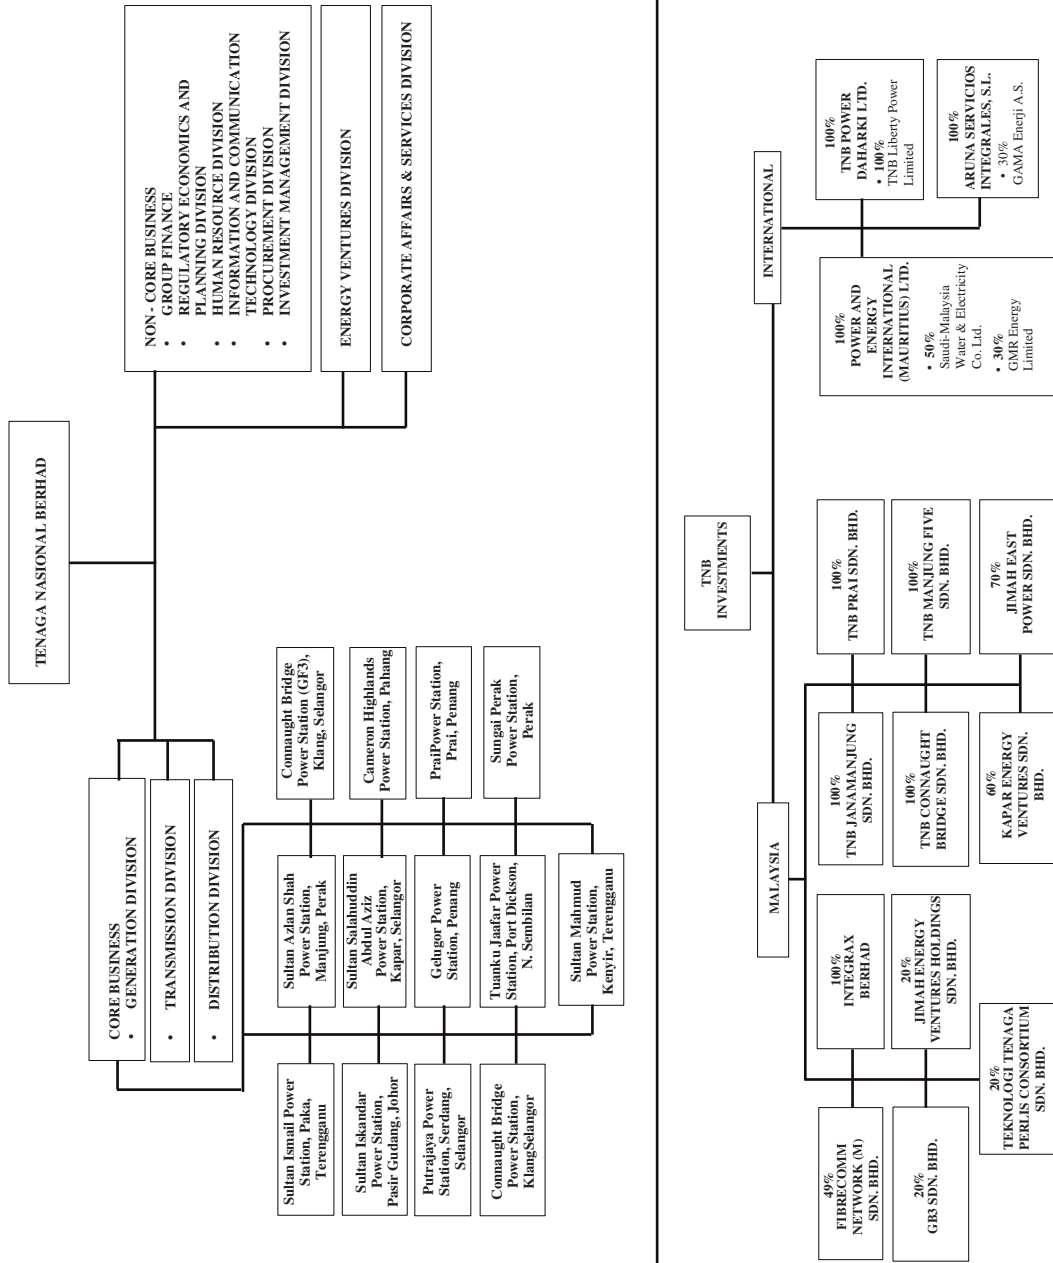 TENAGA NASIONAL BERHAD
CORE BUSINESS
• GENERATION DIVISION
• TRANSMISSION DIVISION
• DISTRIBUTION DIVISION
NON - CORE BUSINESS
• GROUP FINANCE
• REGULATORY ECONOMICS AND
PLANNING DIVISION
• HUMAN RESOURCE DIVISION
• INFORMATION AND COMMUNICATION
TECHNOLOGY DIVISION
• PROCUREMENT DIVISION
• INVESTMENT MANAGEMENT DIVISION
ENERGY VENTURES DIVISION
CORPORATE AFFAIRS & SERVICES DIVISION
Sultan Ismail Power
Station, Paka,
Terengganu
Sultan Azlan Shah
Power Station,
Manjung, Perak
Connaught Bridge
Power Station (GF3),
Klang, Selangor
Sultan Iskandar
Power Station,
Pasir Gudang, Johor
Sultan Salahuddin
Abdul Aziz
Power Station,
Kapar, Selangor
Cameron Highlands
Power Station, Pahang
Putrajaya Power
Station, Serdang,
Selangor
Gelugor Power
Station, Penang
PraiPower Station,
Prai, Penang
Connaught Bridge
Power Station,
KlangSelangor
Tuanku Jaafar Power
Station, Port Dickson,
N. Sembilan
Sungai Perak
Power Station,
Perak
Sultan Mahmud
Power Station,
Kenyir, Terengganu
TNB
INVESTMENTS
MALAYSIA
INTERNATIONAL
49%
FIBRECOMM
NETWORK (M)
SDN. BHD.
100%
INTEGRAX
BERHAD
100%
TNB JANAMANJUNG
SDN. BHD.
100%
TNB PRAI SDN. BHD.
20%
GB3 SDN. BHD.
20%
JIMAH ENERGY
VENTURES HOLDINGS
SDN. BHD.
100%
TNB CONNAUGHT
BRIDGE SDN. BHD.
100%
TNB MANJUNG FIVE
SDN. BHD.
20%
TEKNOLOGI TENAGA
PERLIS CONSORTIUM
SDN. BHD.
60%
KAPAR ENERGY
VENTURES SDN.
BHD.
70%
JIMAH EAST
POWER SDN. BHD.
100%
POWER AND
ENERGY
INTERNATIONAL
(MAURITIUS) LTD.
• 50%
Saudi-Malaysia
Water & Electricity
Co. Ltd.
• 30%
GMR Energy
Limited
100%
TNB POWER
DAHARKI LTD.
• 100%
TNB Liberty Power
Limited
100%
ARUNA SERVICIOS
INTEGRALES, S.L.
• 30%
GAMA Enerji A.S.